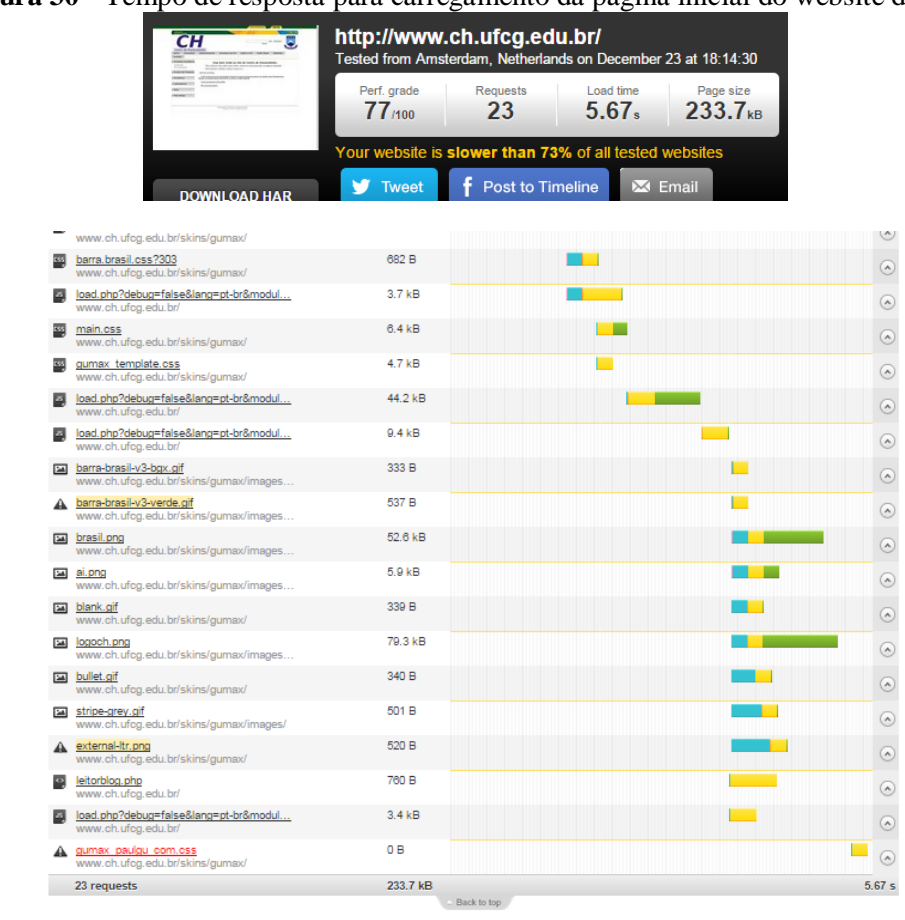 ura 30 - Tempo de resposta para carregamento da página inicial do website d
CH
http://www.ch.ufcg.edu.br/
Tested from Amsterdam, Netherlands on December 23 at 18:14:30
Perf. grade Requests Load time Page size
77/100 23 5.67s 233.7kB
Your website is slower than 73% of all tested websites
DOWNLOAD HAR Tweet Post to Timeline Email
www.ch.ufcg.edu.br/skins/gumax/
barra.brasil.css?303 682 B
www.ch.ufcg.edu.br/skins/gumax/
load.php?debug=false&lang=pt-br&modul... 3.7 kB
www.ch.ufcg.edu.br/
main.css 6.4 kB
www.ch.ufcg.edu.br/skins/gumax/
gumax_template.css 4.7 kB
www.ch.ufcg.edu.br/skins/gumax/
load.php?debug=false&lang=pt-br&modul... 44.2 kB
www.ch.ufcg.edu.br/
load.php?debug=false&lang=pt-br&modul... 9.4 kB
www.ch.ufcg.edu.br/
barra-brasil-v3-bgx.gif 333 B
www.ch.ufcg.edu.br/skins/gumax/images...
barra-brasil-v3-verde.gif 537 B
www.ch.ufcg.edu.br/skins/gumax/images...
brasil.png 52.6 kB
www.ch.ufcg.edu.br/skins/gumax/images...
ai.png 5.9 kB
www.ch.ufcg.edu.br/skins/gumax/images...
blank.gif 339 B
www.ch.ufcg.edu.br/skins/gumax/
logoch.png 79.3 kB
www.ch.ufcg.edu.br/skins/gumax/images...
bullet.gif 340 B
www.ch.ufcg.edu.br/skins/gumax/
stripe-grey.gif 501 B
www.ch.ufcg.edu.br/skins/gumax/images/
external-ltr.png 520 B
www.ch.ufcg.edu.br/skins/gumax/
leitorblog.php 760 B
www.ch.ufcg.edu.br/
load.php?debug=false&lang=pt-br&modul... 3.4 kB
www.ch.ufcg.edu.br/
gumax_paulgu_com.css 0 B
www.ch.ufcg.edu.br/skins/gumax/
23 requests 233.7 kB 5.67 s
Back to top